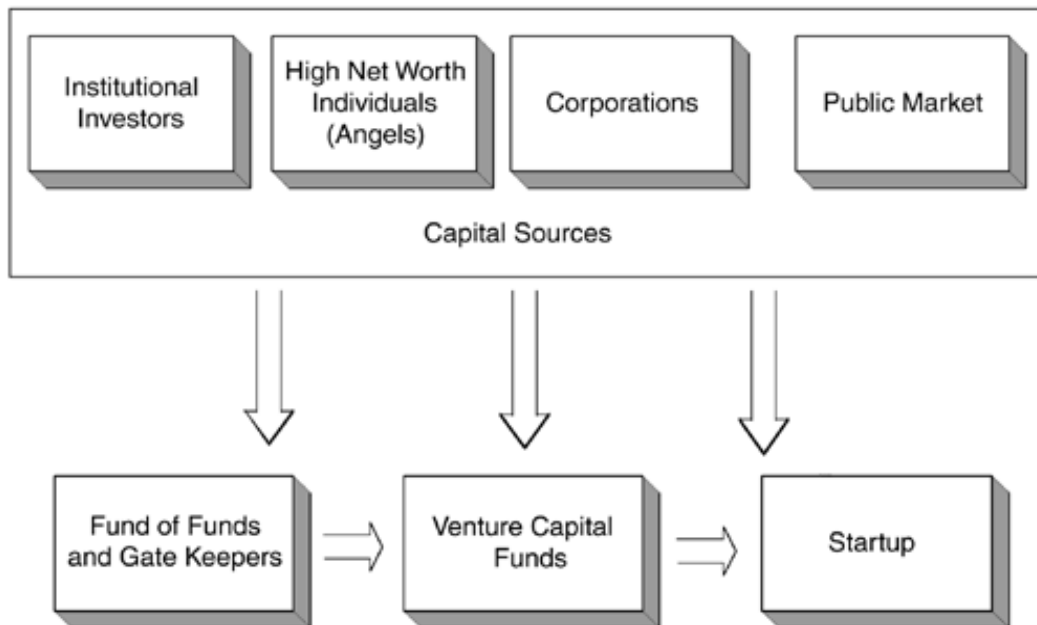 Institutional
Investors
High Net Worth
Individuals
(Angels)
Corporations
Public Market
Capital Sources
Fund of Funds
and Gate Keepers
Venture Capital
Funds
Startup